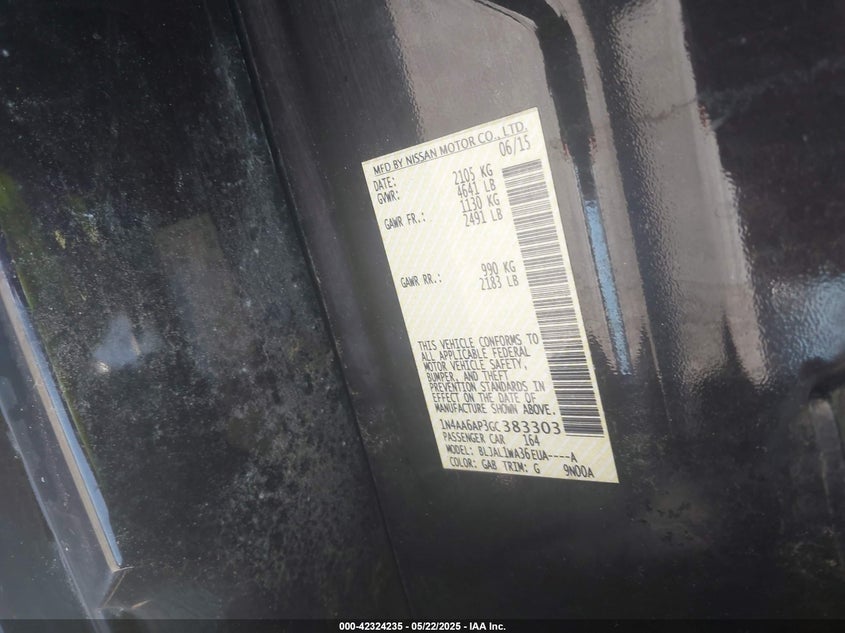 MFD BY NISSAN MOTOR CO., LTD.
DATE: 06/15
GVWR: 2105 KG
4641 LB
GAWR FR.: 1130 KG
2491 LB
GAWR RR.: 990 KG
2183 LB
THIS VEHICLE CONFORMS TO
ALL APPLICABLE FEDERAL
MOTOR VEHICLE SAFETY,
BUMPER, AND THEFT
PREVENTION STANDARDS IN
EFFECT ON THE DATE OF
MANUFACTURE SHOWN ABOVE.
1N4AA6AP3GC383303
PASSENGER CAR 164
MODEL: BLJAL1WA36EUA----A
COLOR: GAB TRIM: G 9N00A
000-42324235 - 05/22/2025 - IAA Inc.